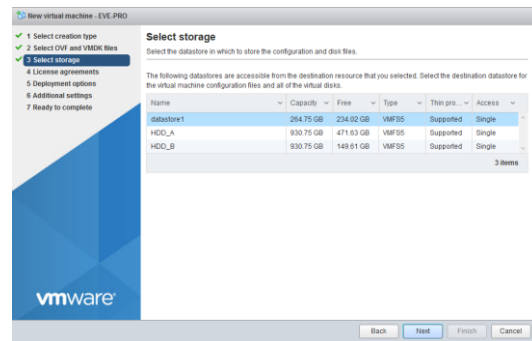 New virtual machine - EVE-PRO
1 Select creation type
2 Select OVF and VMDK files
3 Select storage
4 License agreements
5 Deployment options
6 Additional settings
7 Ready to complete
Select storage
Select the datastore in which to store the configuration and disk files.
The following datastores are accessible from the destination resource that you selected. Select the destination datastore for
the virtual machine configuration files and all of the virtual disks.
Name Capacity Free Type Thin pro... Access
datastore1 264.75 GB 234.02 GB VMFS5 Supported Single
HDD_A 930.75 GB 471.63 GB VMFS5 Supported Single
HDD_B 930.75 GB 149.61 GB VMFS5 Supported Single
3 items
vmware
Back Next Finish Cancel